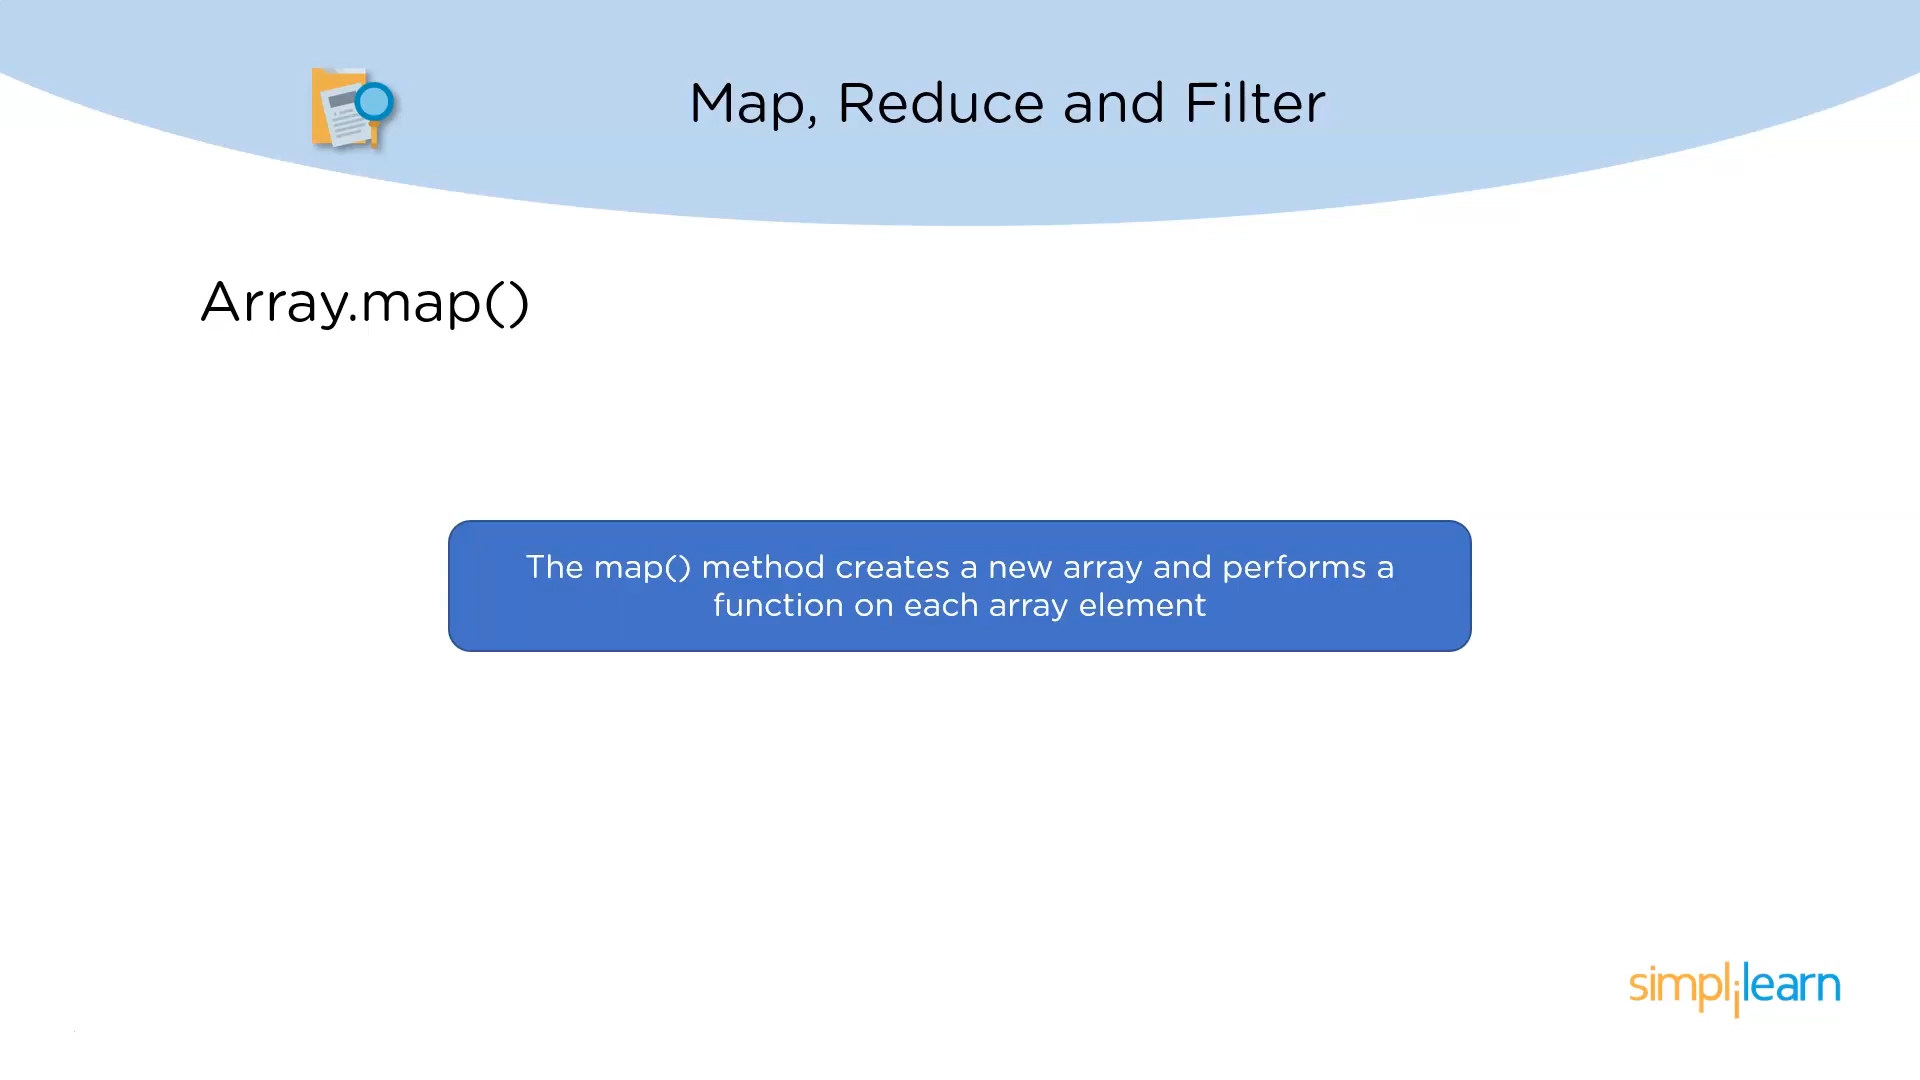 Map, Reduce and Filter
Array.map()
The map() method creates a new array and performs a
function on each array element
simplilearn